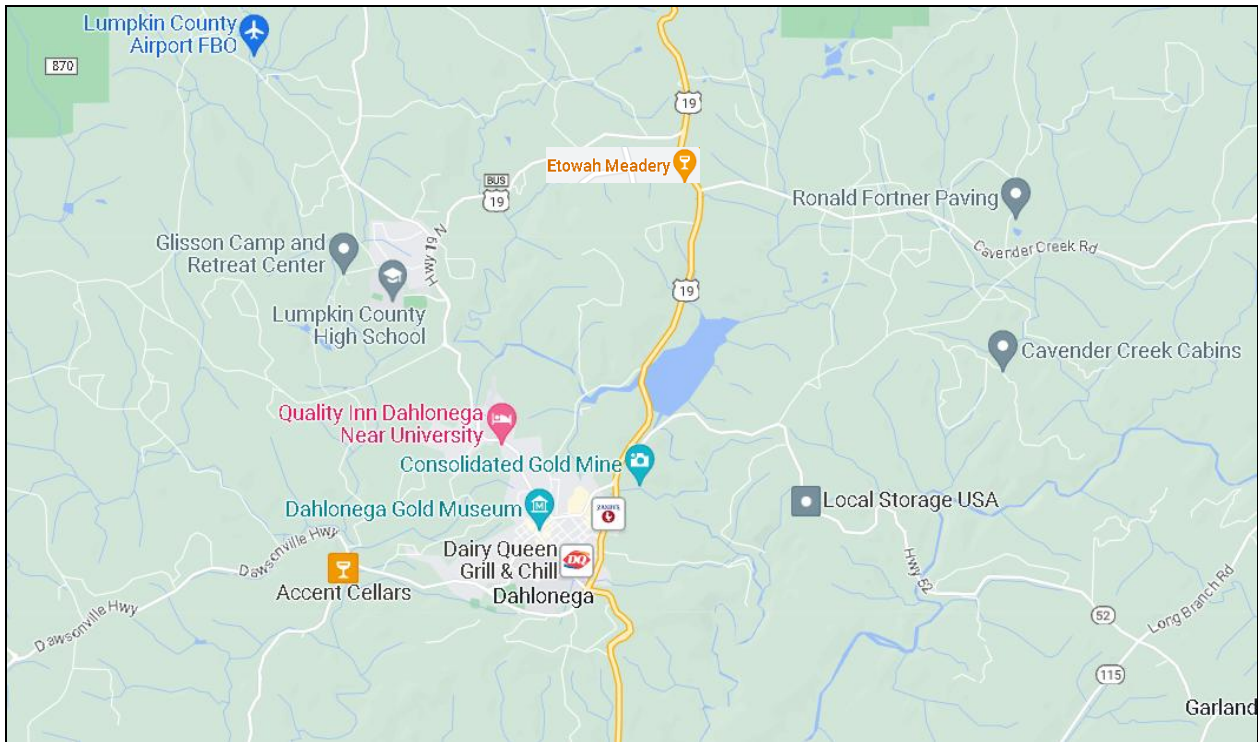 Lumpkin County
Airport FBO
870
19
Etowah Meadery
BUS
19
Ronald Fortner Paving
Hwy 19 N
Glisson Camp and
Retreat Center
Cavender Creek Rd
19
Lumpkin County
High School
Cavender Creek Cabins
Quality Inn Dahlonega
Near University
Consolidated Gold Mine
Dahlonega Gold Museum
ZAXBY'S
Local Storage USA
Dawsonville Hwy
Dairy Queen
Grill & Chill
DQ
Accent Cellars
Dahlonega
Hwy 52
52
Long Branch Rd
Dawsonville Hwy
115
Garland